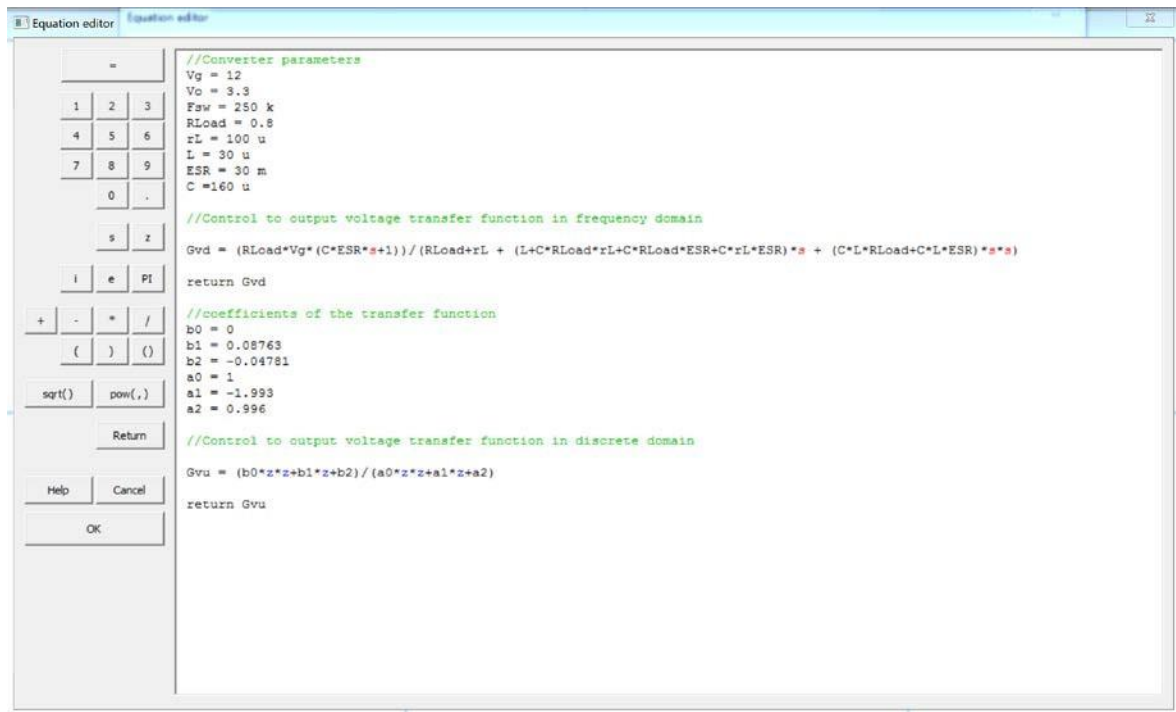 Equation editor
Equation editor
=
1 2 3
4 5 6
7 8 9
0 .
s z
i e PI
+ - * /
( ) ()
sqrt() pow(,)
Return
Help Cancel
OK
//Converter parameters
Vg = 12
Vo = 3.3
Fsw = 250 k
RLoad = 0.8
rL = 100 u
L = 30 u
ESR = 30 m
C =160 u
//Control to output voltage transfer function in frequency domain
Gvd = (RLoad*Vg*(C*ESR*s+1))/(RLoad+rL + (L+C*RLoad*rL+C*RLoad*ESR+C*rL*ESR)*s + (C*L*RLoad+C*L*ESR)*s*s)
return Gvd
//coefficients of the transfer function
b0 = 0
b1 = 0.08763
b2 = -0.04781
a0 = 1
a1 = -1.993
a2 = 0.996
//Control to output voltage transfer function in discrete domain
Gvu = (b0*z*z+b1*z+b2)/(a0*z*z+a1*z+a2)
return Gvu